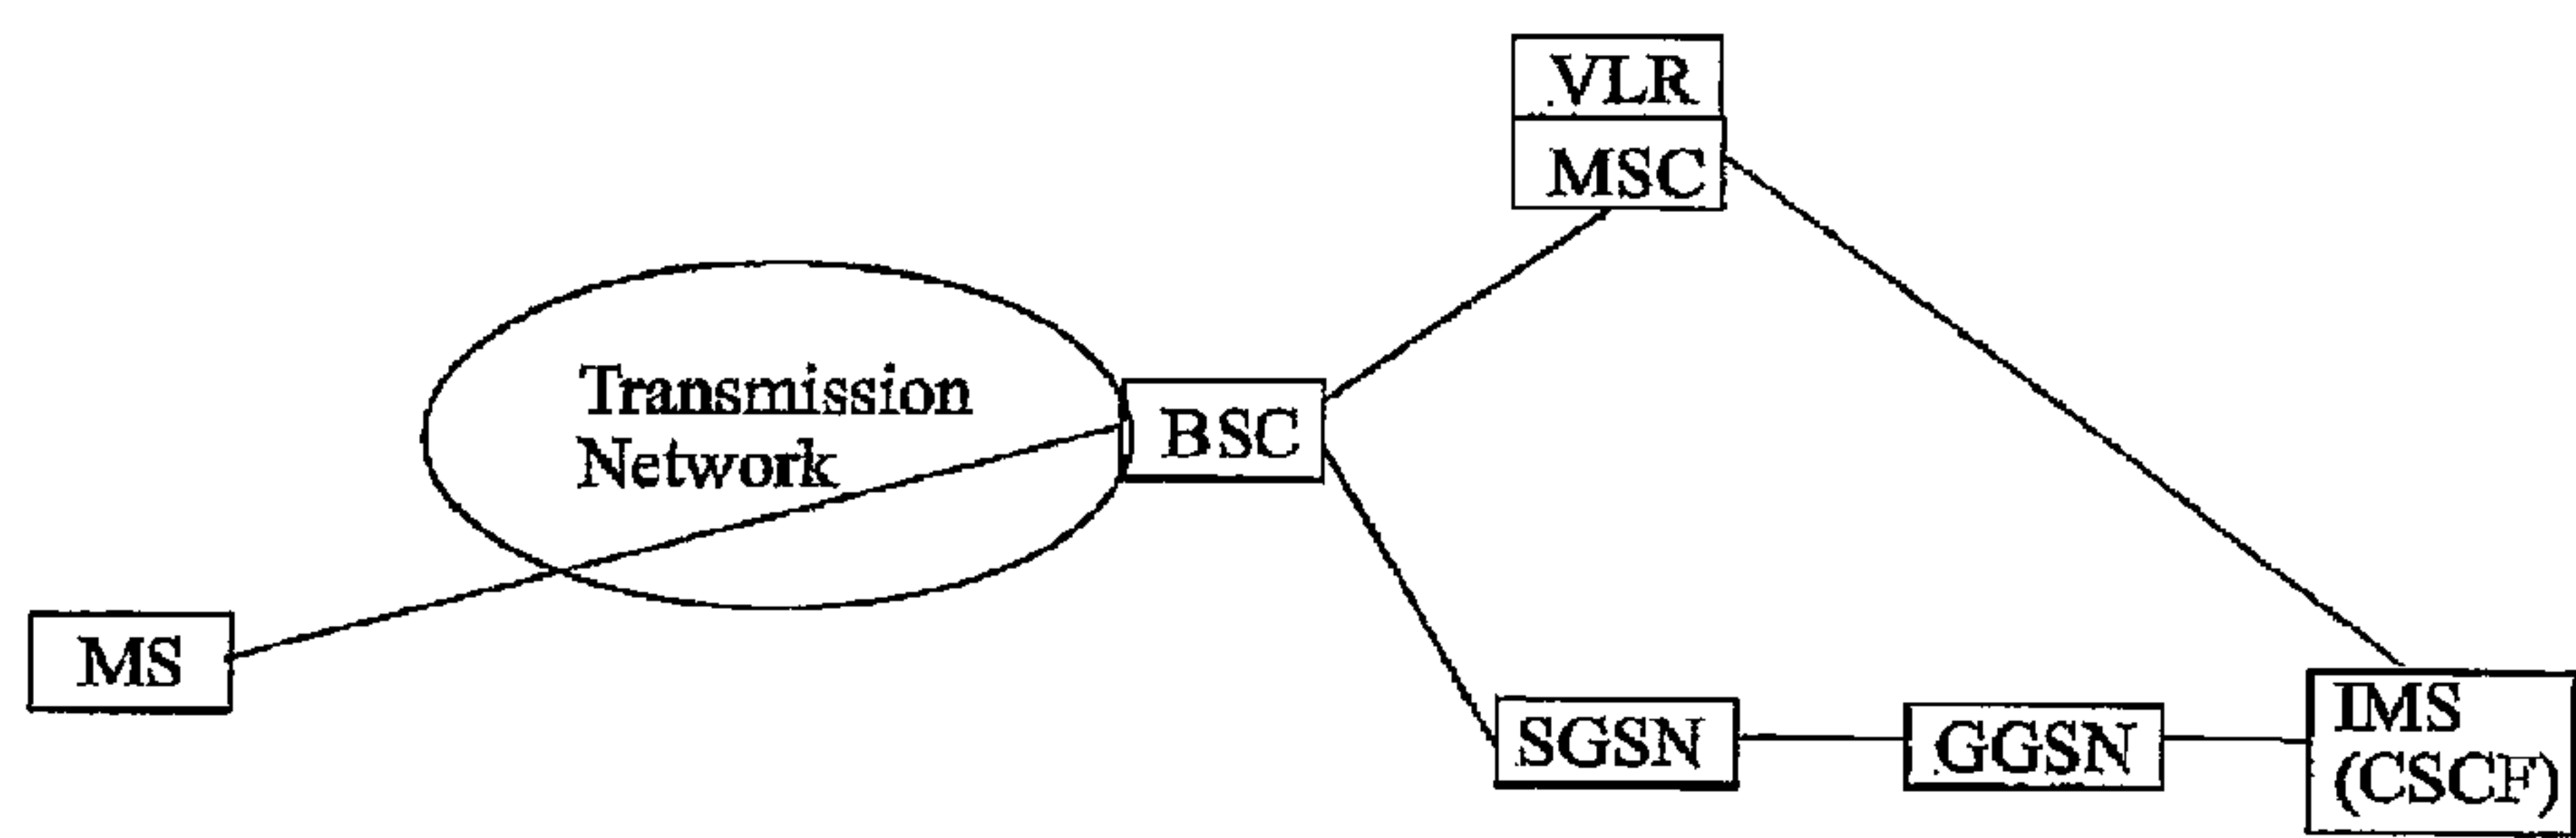 VLR
MSC
Transmission
Network
BSC
MS
SGSN
GGSN
IMS
(CSCF)